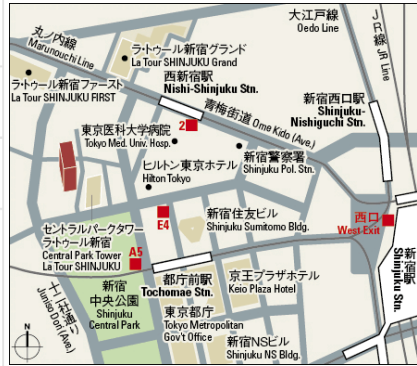 丸ノ内線
Marunouchi Line
ラ・トゥール新宿グランド
La Tour SHINJUKU Grand
大江戸線
Oedo Line
JR線 JR Line
ラ・トゥール新宿ファースト
La Tour SHINJUKU FIRST
西新宿駅
Nishi-Shinjuku Stn.
青梅街道 Ome Kido (Ave.)
新宿西口駅
Shinjuku-
Nishiguchi Stn.
2
東京医科大学病院
Tokyo Med. Univ. Hosp.
ヒルトン東京ホテル
Hilton Tokyo
新宿警察署
Shinjuku Pol. Stn.
E4
新宿住友ビル
Shinjuku Sumitomo Bldg.
西口
West Exit
セントラルパークタワー
ラ・トゥール新宿
Central Park Tower
La Tour SHINJUKU
A5
都庁前駅
Tochomae Stn.
京王プラザホテル
Keio Plaza Hotel
新宿駅
Shinjuku Stn.
十二社通り
Juniso Dori (Ave.)
新宿
中央公園
Shinjuku
Central Park
東京都庁
Tokyo Metropolitan
Gov't Office
新宿NSビル
Shinjuku NS Bldg.
N